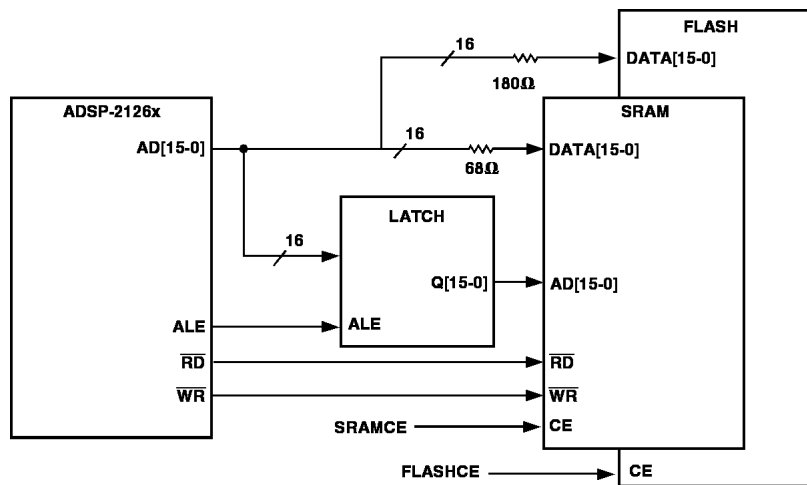 FLASH
16
DATA[15-0]
180Ω
ADSP-2126x
SRAM
AD[15-0]
16
DATA[15-0]
68Ω
LATCH
16
Q[15-0]
AD[15-0]
ALE
ALE
RD
RD
WR
WR
SRAMCE
CE
FLASHCE
CE